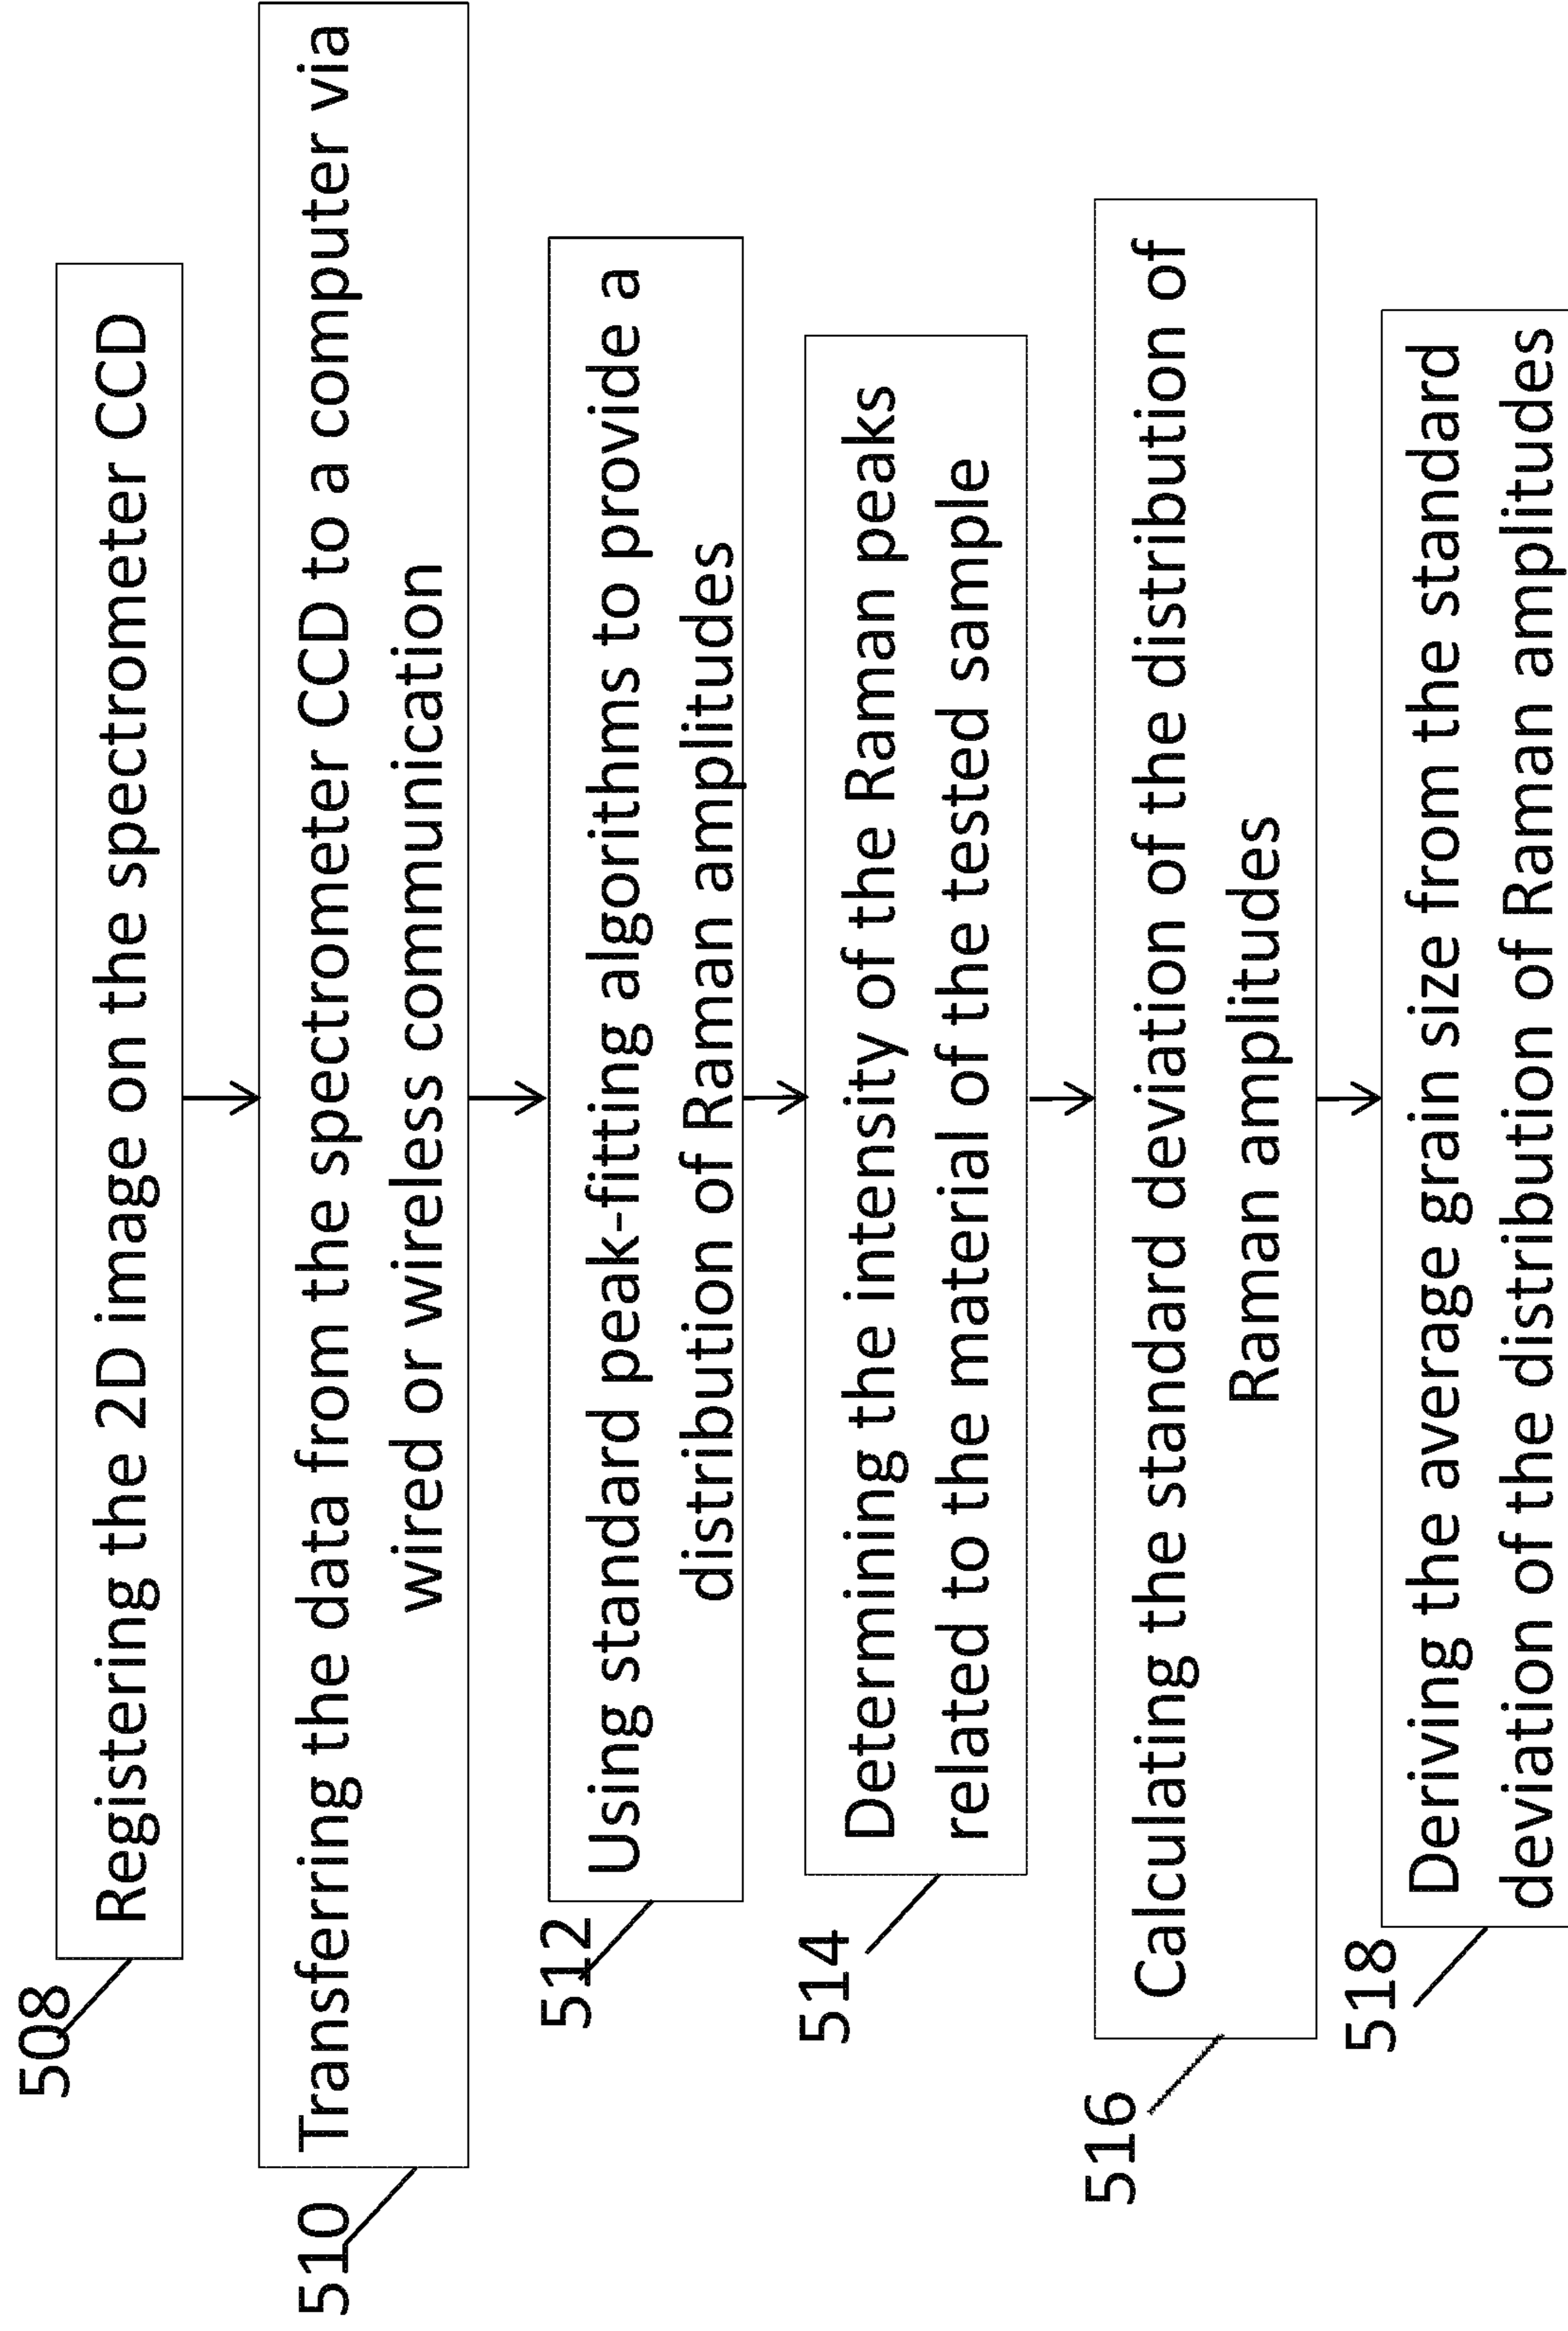 508
Registering the 2D image on the spectrometer CCD
510
Transferring the data from the spectrometer CCD to a computer via
wired or wireless communication
512
Using standard peak-fitting algorithms to provide a
distribution of Raman amplitudes
514
Determining the intensity of the Raman peaks
related to the material of the tested sample
516
Calculating the standard deviation of the distribution of
Raman amplitudes
518
Deriving the average grain size from the standard
deviation of the distribution of Raman amplitudes